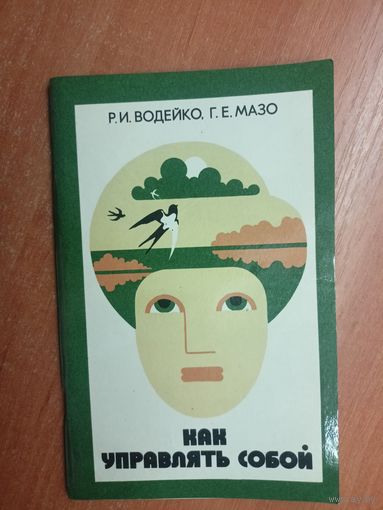 Р. И. ВОДЕЙКО, Г. Е. МАЗО
КАК
УПРАВЛЯТЬ СОБОЙ